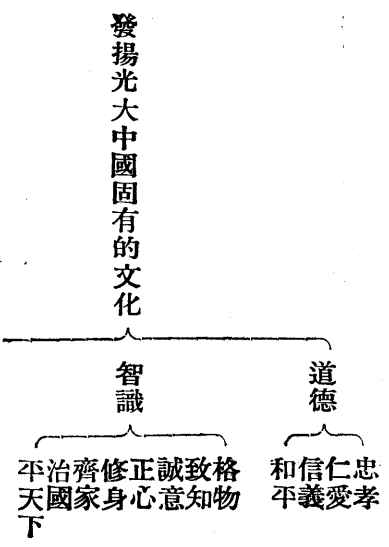 發揚光大中國固有的文化
道德
忠孝
仁愛
信義
和平
智識
格物
致知
誠意
正心
修身
齊家
治國
平天下